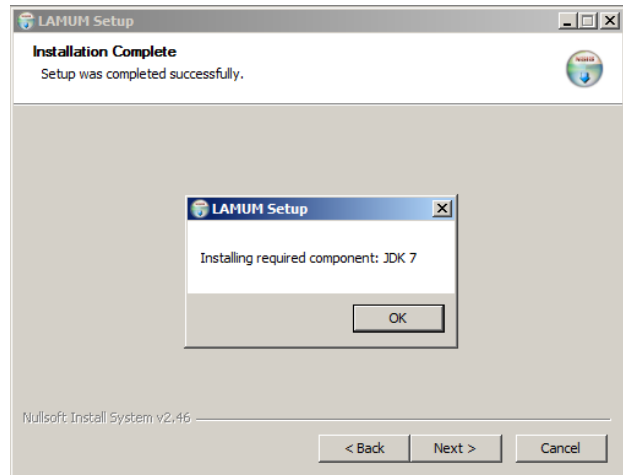 LAMUM Setup
Installation Complete
Setup was completed successfully.
LAMUM Setup
Installing required component: JDK 7
OK
Nullsoft Install System v2.46
< Back
Next >
Cancel